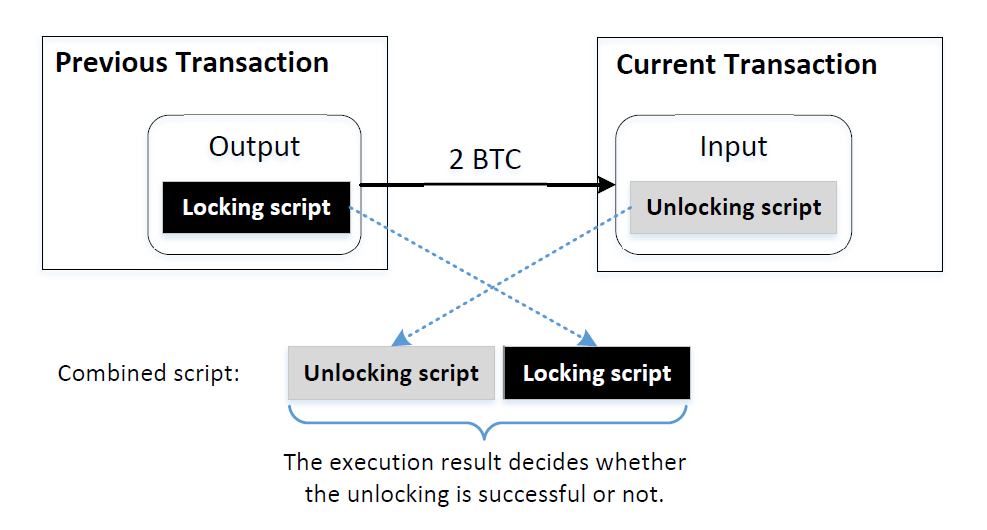 Previous Transaction
Current Transaction
Output
2 BTC
Input
Locking script
Unlocking script
Combined script:
Unlocking script
Locking script
The execution result decides whether
the unlocking is successful or not.